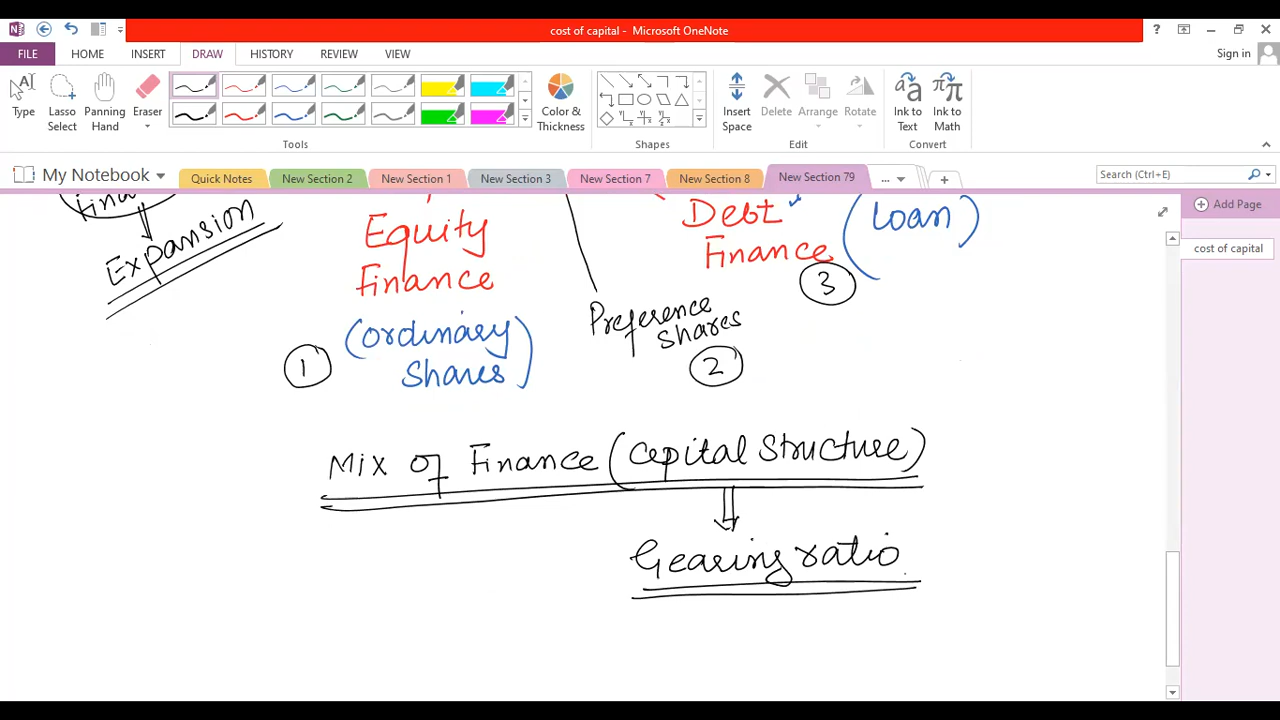 cost of capital - Microsoft OneNote
?
Sign in
FILE
HOME
INSERT
DRAW
HISTORY
REVIEW
VIEW
Type
Lasso
Select
Panning
Hand
Eraser
Color &
Thickness
Insert
Space
Delete
Arrange
Rotate
Ink to
Text
Ink to
Math
Tools
Shapes
Edit
Convert
My Notebook
Quick Notes
New Section 2
New Section 1
New Section 3
New Section 7
New Section 8
New Section 79
...
Search (Ctrl+E)
Add Page
cost of capital
Expansion
Equity
Finance
(ordinary
Shares)
1
Preference
Shares
2
Debt
Finance
(Loan)
3
Mix of Finance (Capital Structure)
Gearing ratio